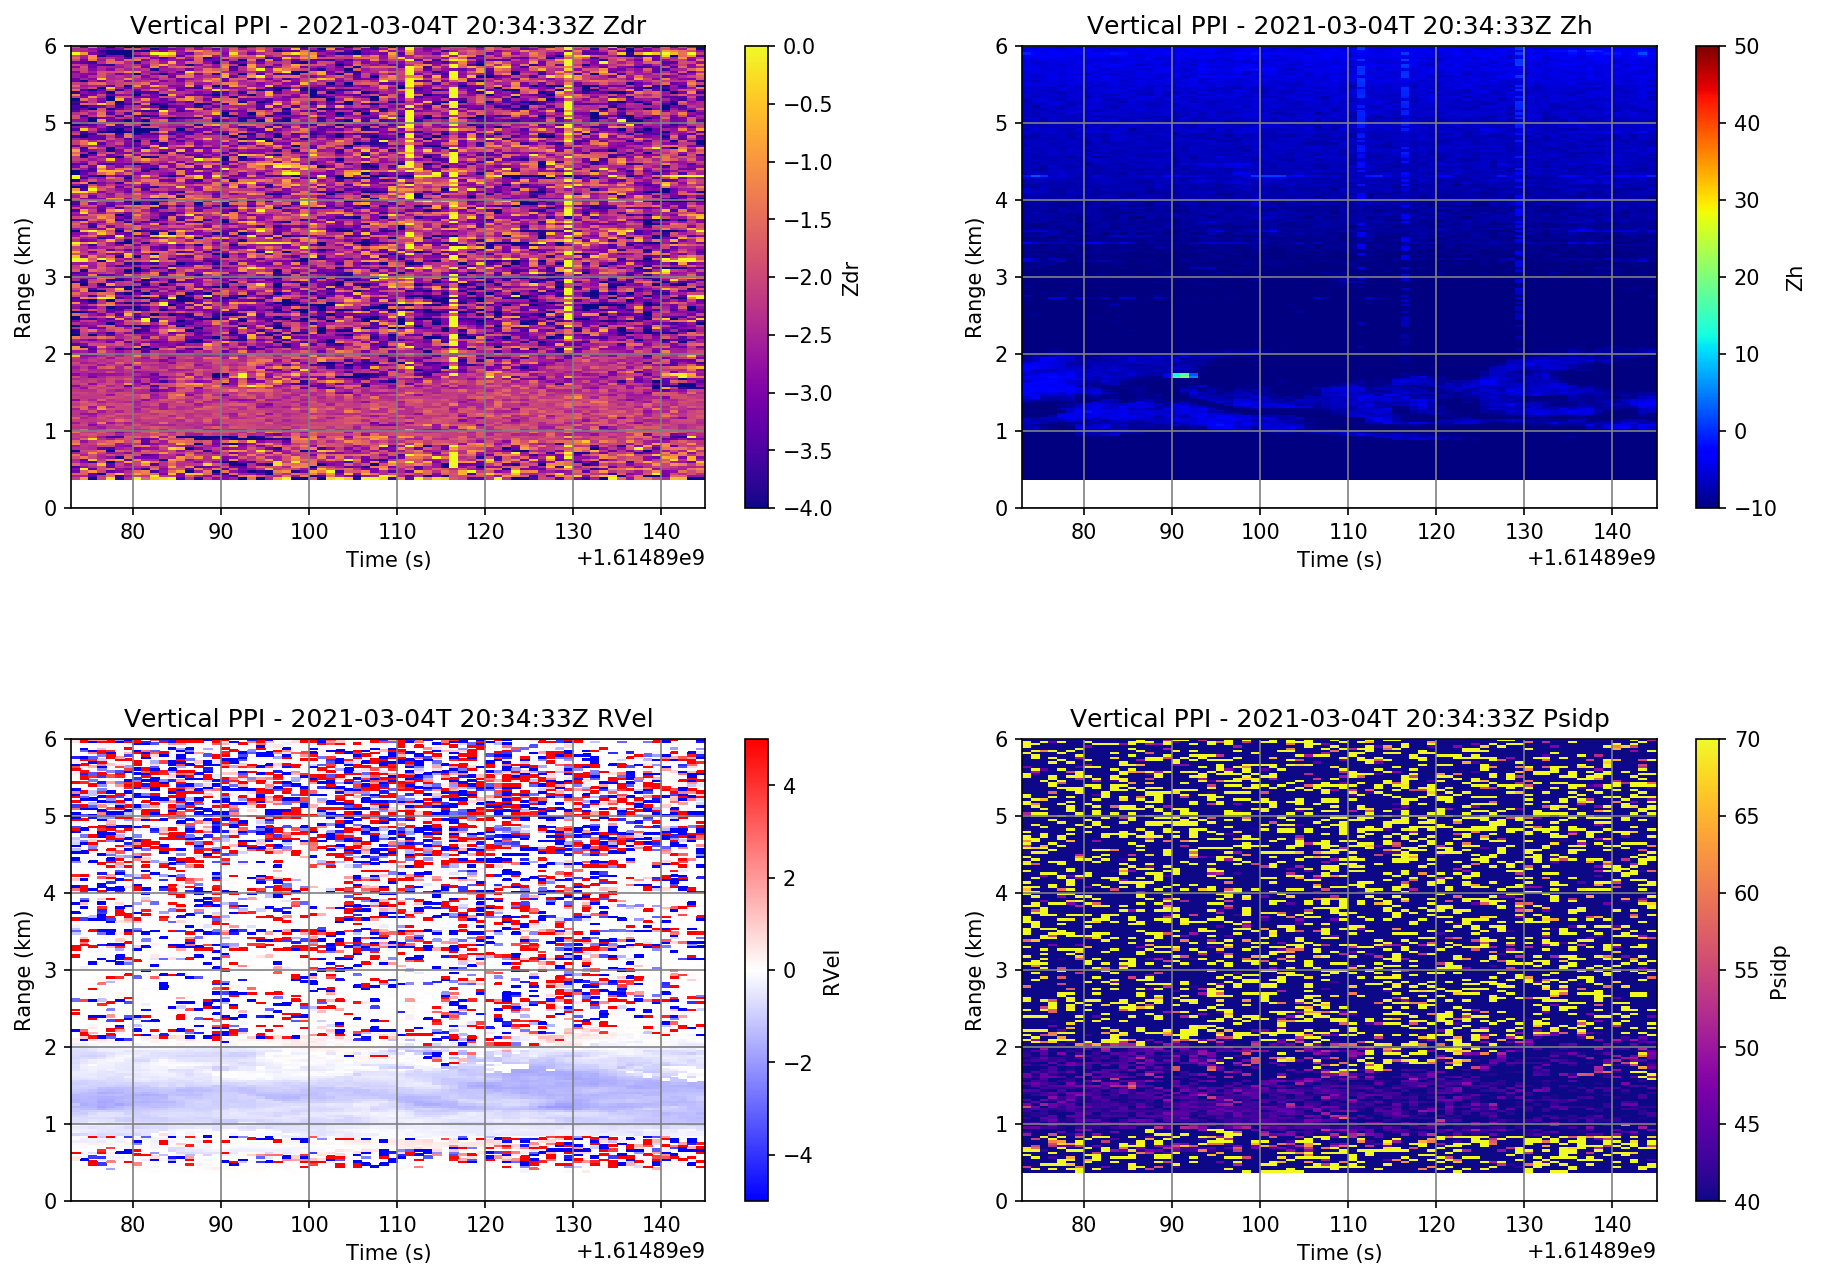 Vertical PPI - 2021-03-04T 20:34:33Z Zdr
6
5
4
3
2
1
0
Range (km)
80 90 100 110 120 130 140
Time (s)
+1.61489e9
0.0
−0.5
−1.0
−1.5
−2.0
−2.5
−3.0
−3.5
−4.0
Zdr
Vertical PPI - 2021-03-04T 20:34:33Z Zh
6
5
4
3
2
1
0
Range (km)
80 90 100 110 120 130 140
Time (s)
+1.61489e9
50
40
30
20
10
0
−10
Zh
Vertical PPI - 2021-03-04T 20:34:33Z RVel
6
5
4
3
2
1
0
Range (km)
80 90 100 110 120 130 140
Time (s)
+1.61489e9
4
2
0
−2
−4
RVel
Vertical PPI - 2021-03-04T 20:34:33Z Psidp
6
5
4
3
2
1
0
Range (km)
80 90 100 110 120 130 140
Time (s)
+1.61489e9
70
65
60
55
50
45
40
Psidp